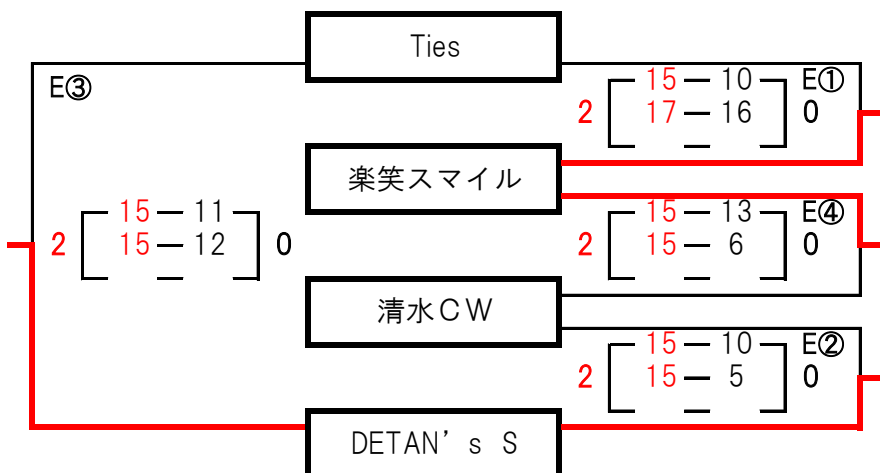 Ties
E③
15 — 10 E①
2 17 — 16 0
楽笑スマイル
15 — 11
2 15 — 12 0
15 — 13 E④
2 15 — 6 0
清水CW
15 — 10 E②
2 15 — 5 0
DETAN’s S